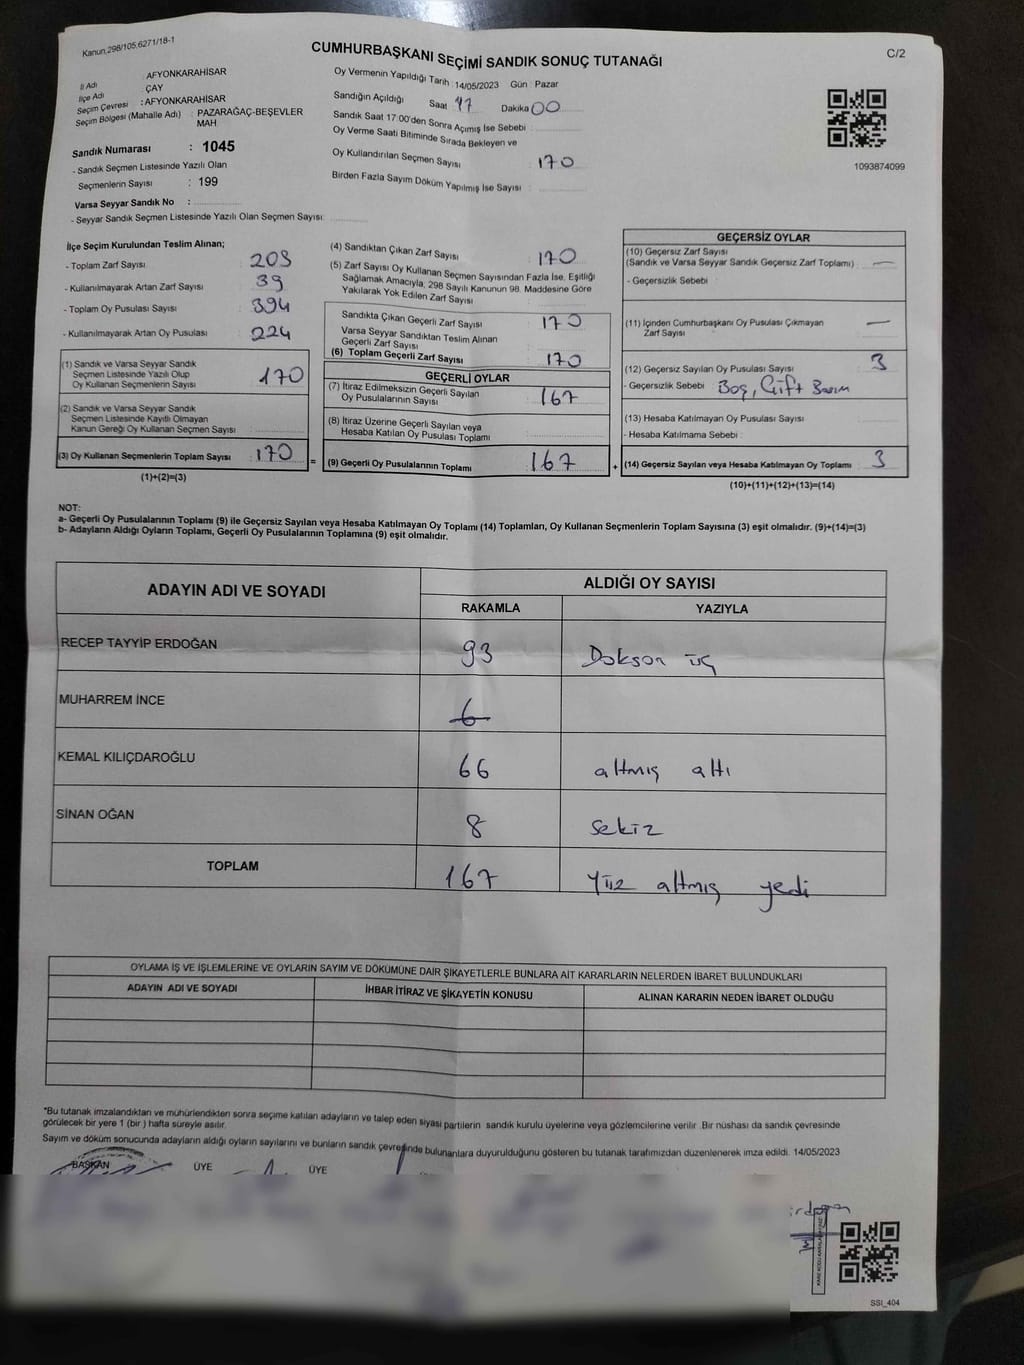 Kanun,298/105,6271/18-1
CUMHURBAŞKANI SEÇİMİ SANDIK SONUÇ TUTANAĞI
C/2
İl Adı : AFYONKARAHİSAR
İlçe Adı : ÇAY
Seçim Çevresi : AFYONKARAHİSAR
Seçim Bölgesi (Mahalle Adı) : PAZARAĞAÇ-BEŞEVLER MAH.
Sandık Numarası : 1045
- Sandık Seçmen Listesinde Yazılı Olan
Seçmenlerin Sayısı : 199
Varsa Seyyar Sandık No :
- Seyyar Sandık Seçmen Listesinde Yazılı Olan Seçmen Sayısı:
Oy Vermenin Yapıldığı Tarih : 14/05/2023 Gün : Pazar
Sandığın Açıldığı Saat 17 Dakika 00
Sandık Saat 17:00'den Sonra Açımış İse Sebebi :
Oy Verme Saati Bitiminde Sırada Bekleyen ve
Oy Kullandırılan Seçmen Sayısı : 170
Birden Fazla Sayım Döküm Yapılmış İse Sayısı :
1093874099
İlçe Seçim Kurulundan Teslim Alınan;
- Toplam Zarf Sayısı : 209
- Kullanılmayarak Artan Zarf Sayısı : 39
- Toplam Oy Pusulası Sayısı : 394
- Kullanılmayarak Artan Oy Pusulası : 224
(1) Sandık ve Varsa Seyyar Sandık
Seçmen Listesinde Yazılı Olup
Oy Kullanan Seçmenlerin Sayısı : 170
(2) Sandık ve Varsa Seyyar Sandık
Seçmen Listesinde Kayıtlı Olmayan
Kanun Gereği Oy Kullanan Seçmen Sayısı :
(3) Oy Kullanan Seçmenlerin Toplam Sayısı : 170
(1)+(2)=(3)
(4) Sandıktan Çıkan Zarf Sayısı : 170
(5) Zarf Sayısı Oy Kullanan Seçmen Sayısından Fazla İse, Eşitliği
Sağlamak Amacıyla, 298 Sayılı Kanunun 98. Maddesine Göre
Yakılarak Yok Edilen Zarf Sayısı :
Sandıkta Çıkan Geçerli Zarf Sayısı : 170
Varsa Seyyar Sandıktan Teslim Alınan
Geçerli Zarf Sayısı :
(6) Toplam Geçerli Zarf Sayısı : 170
GEÇERLİ OYLAR
(7) İtiraz Edilmeksizin Geçerli Sayılan
Oy Pusulalarının Sayısı : 167
(8) İtiraz Üzerine Geçerli Sayılan veya
Hesaba Katılan Oy Pusulası Toplamı :
= (9) Geçerli Oy Pusulalarının Toplamı : 167 +
GEÇERSİZ OYLAR
(10) Geçersiz Zarf Sayısı
(Sandık ve Varsa Seyyar Sandık Geçersiz Zarf Toplamı) : —
- Geçersizlik Sebebi :
(11) İçinden Cumhurbaşkanı Oy Pusulası Çıkmayan
Zarf Sayısı : —
(12) Geçersiz Sayılan Oy Pusulası Sayısı : 3
- Geçersizlik Sebebi : Boş, Çift Basım
(13) Hesaba Katılmayan Oy Pusulası Sayısı :
- Hesaba Katılmama Sebebi :
(14) Geçersiz Sayılan veya Hesaba Katılmayan Oy Toplamı : 3
(10)+(11)+(12)+(13)=(14)
NOT:
a- Geçerli Oy Pusulalarının Toplamı (9) ile Geçersiz Sayılan veya Hesaba Katılmayan Oy Toplamı (14) Toplamları, Oy Kullanan Seçmenlerin Toplam Sayısına (3) eşit olmalıdır. (9)+(14)=(3)
b- Adayların Aldığı Oyların Toplamı, Geçerli Oy Pusulalarının Toplamına (9) eşit olmalıdır.
ADAYIN ADI VE SOYADI
ALDIĞI OY SAYISI
RAKAMLA YAZIYLA
RECEP TAYYİP ERDOĞAN 93 Dokson üç
MUHARREM İNCE
KEMAL KILIÇDAROĞLU 66 altmış altı
SİNAN OĞAN 8 sekiz
TOPLAM 167 Yüz altmış yedi
OYLAMA İŞ VE İŞLEMLERİNE VE OYLARIN SAYIM VE DÖKÜMÜNE DAİR ŞİKAYETLERLE BUNLARA AİT KARARLARIN NELERDEN İBARET BULUNDUKLARI
ADAYIN ADI VE SOYADI İHBAR İTİRAZ VE ŞİKAYETİN KONUSU ALINAN KARARIN NEDEN İBARET OLDUĞU
*Bu tutanak imzalandıktan ve mühürlendikten sonra seçime katılan adayların ve talep eden siyasi partilerin sandık kurulu üyelerine veya gözlemcilerine verilir. Bir nüshası da sandık çevresinde
görülecek bir yere 1 (bir ) hafta süreyle asılır.
Sayım ve döküm sonucunda adayların aldığı oyların sayılarını ve bunların sandık çevresinde bulunanlara duyurulduğunu gösteren bu tutanak tarafımızdan düzenlenerek imza edildi. 14/05/2023
BAŞKAN ÜYE ÜYE
SSI_404